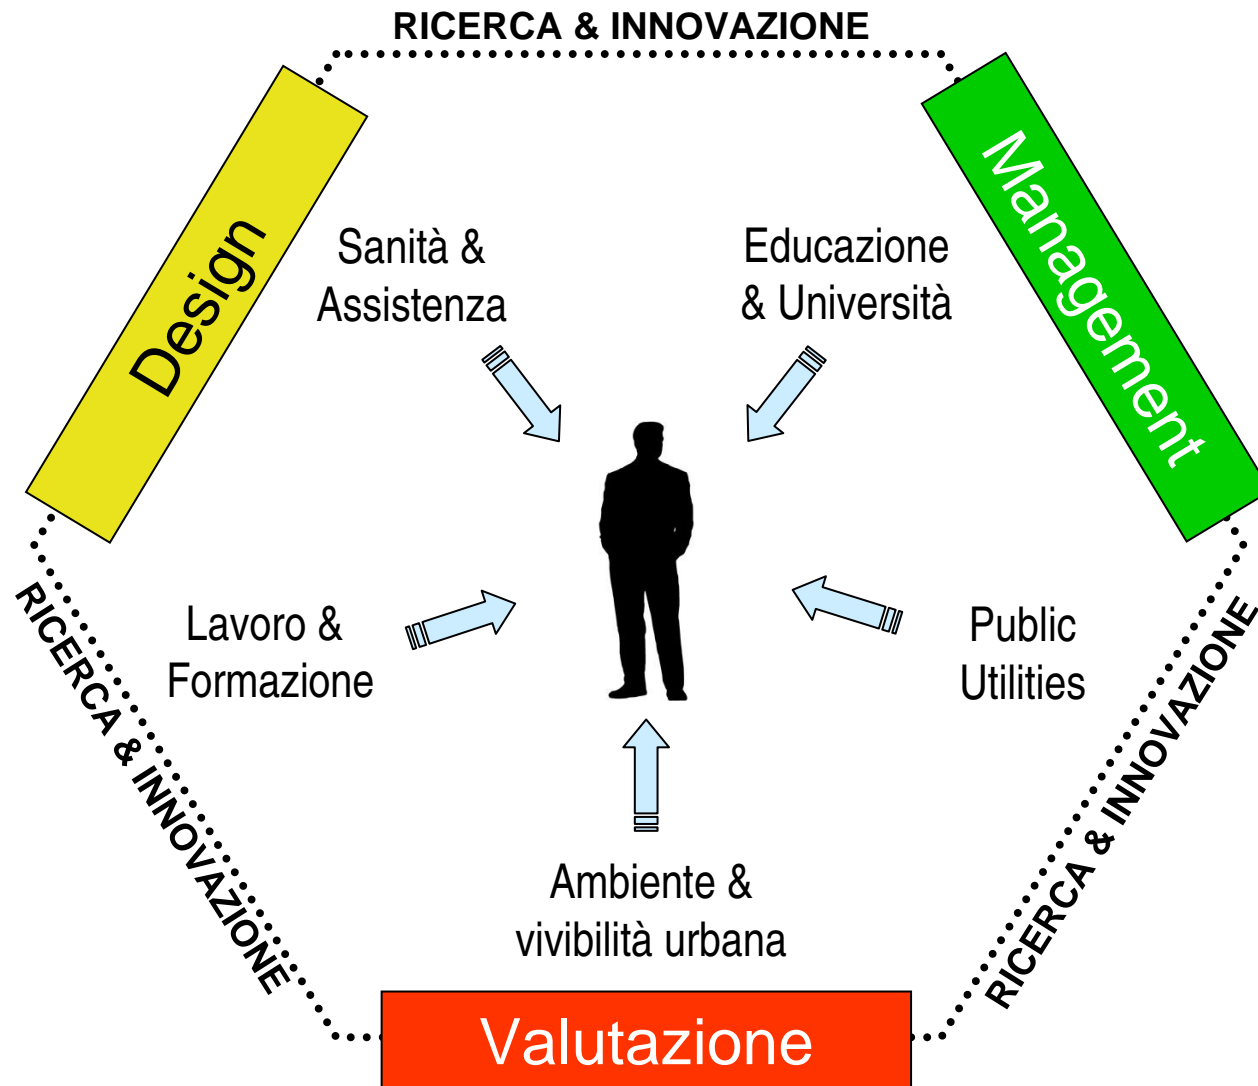 RICERCA & INNOVAZIONE
Design
Management
Sanità &
Assistenza
Educazione
& Università
Lavoro &
Formazione
Public
Utilities
RICERCA & INNOVAZIONE
RICERCA & INNOVAZIONE
Ambiente &
vivibilità urbana
Valutazione